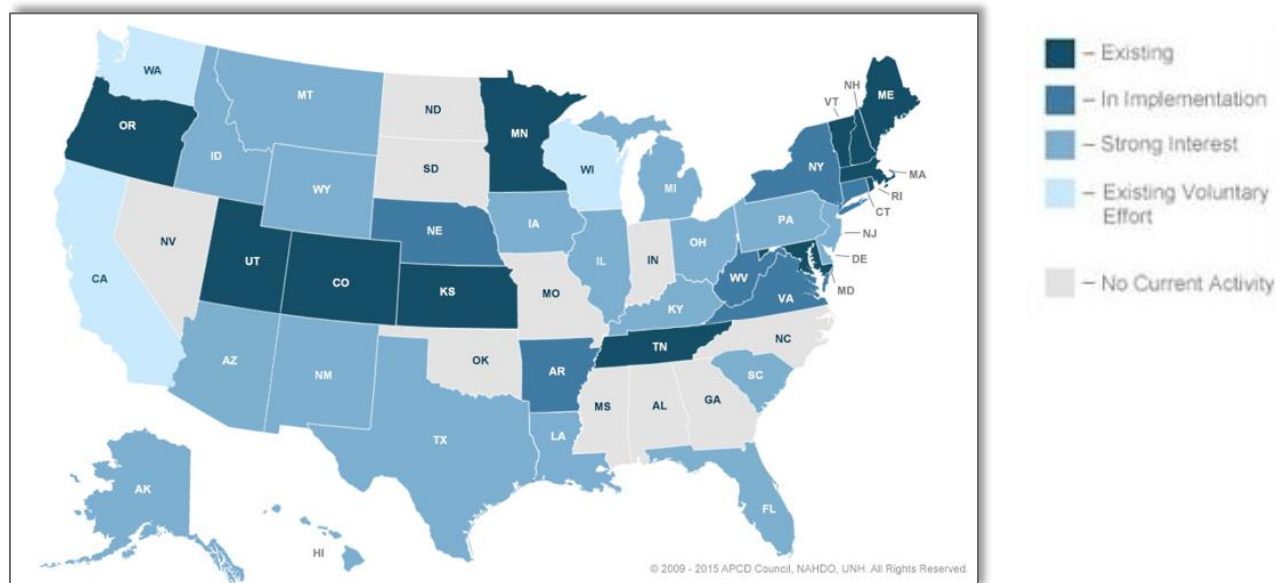 WA
MT
ND
MN
OR
ID
WY
SD
WI
MI
NY
VT
NH
ME
MA
RI
CT
NJ
DE
MD
PA
OH
IN
IL
IA
NE
NV
CA
UT
CO
KS
MO
KY
WV
VA
NC
TN
SC
AR
OK
AZ
NM
TX
LA
MS
AL
GA
FL
AK
HI
© 2009 - 2015 APCD Council, NAHDO, UNH. All Rights Reserved.
– Existing
– In Implementation
– Strong Interest
– Existing Voluntary
Effort
– No Current Activity